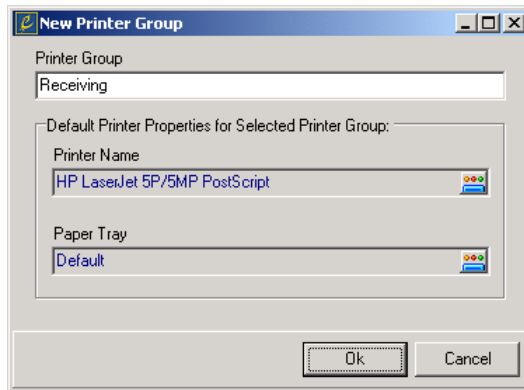 New Printer Group
Printer Group
Receiving
Default Printer Properties for Selected Printer Group:
Printer Name
HP LaserJet 5P/5MP PostScript
Paper Tray
Default
Ok Cancel